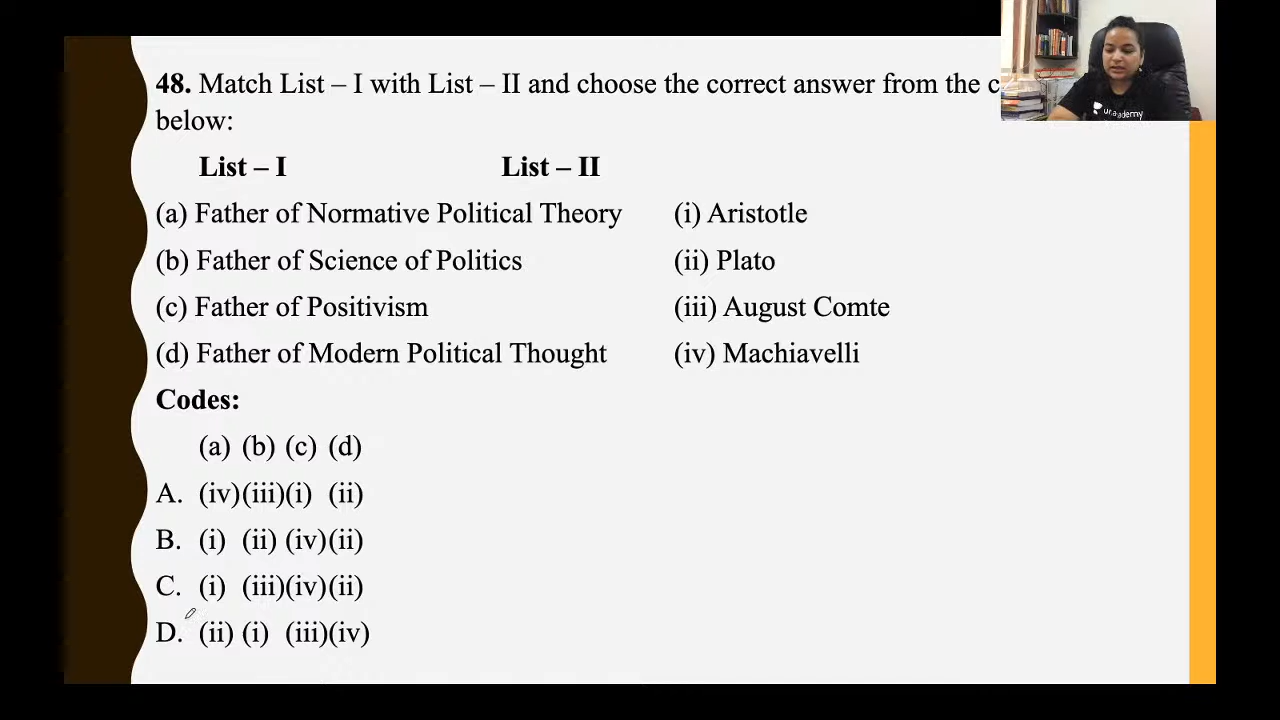 48. Match List – I with List – II and choose the correct answer from the
below:
List – I List – II
(a) Father of Normative Political Theory (i) Aristotle
(b) Father of Science of Politics (ii) Plato
(c) Father of Positivism (iii) August Comte
(d) Father of Modern Political Thought (iv) Machiavelli
Codes:
(a) (b) (c) (d)
A. (iv)(iii)(i) (ii)
B. (i) (ii) (iv)(ii)
C. (i) (iii)(iv)(ii)
D. (ii) (i) (iii)(iv)